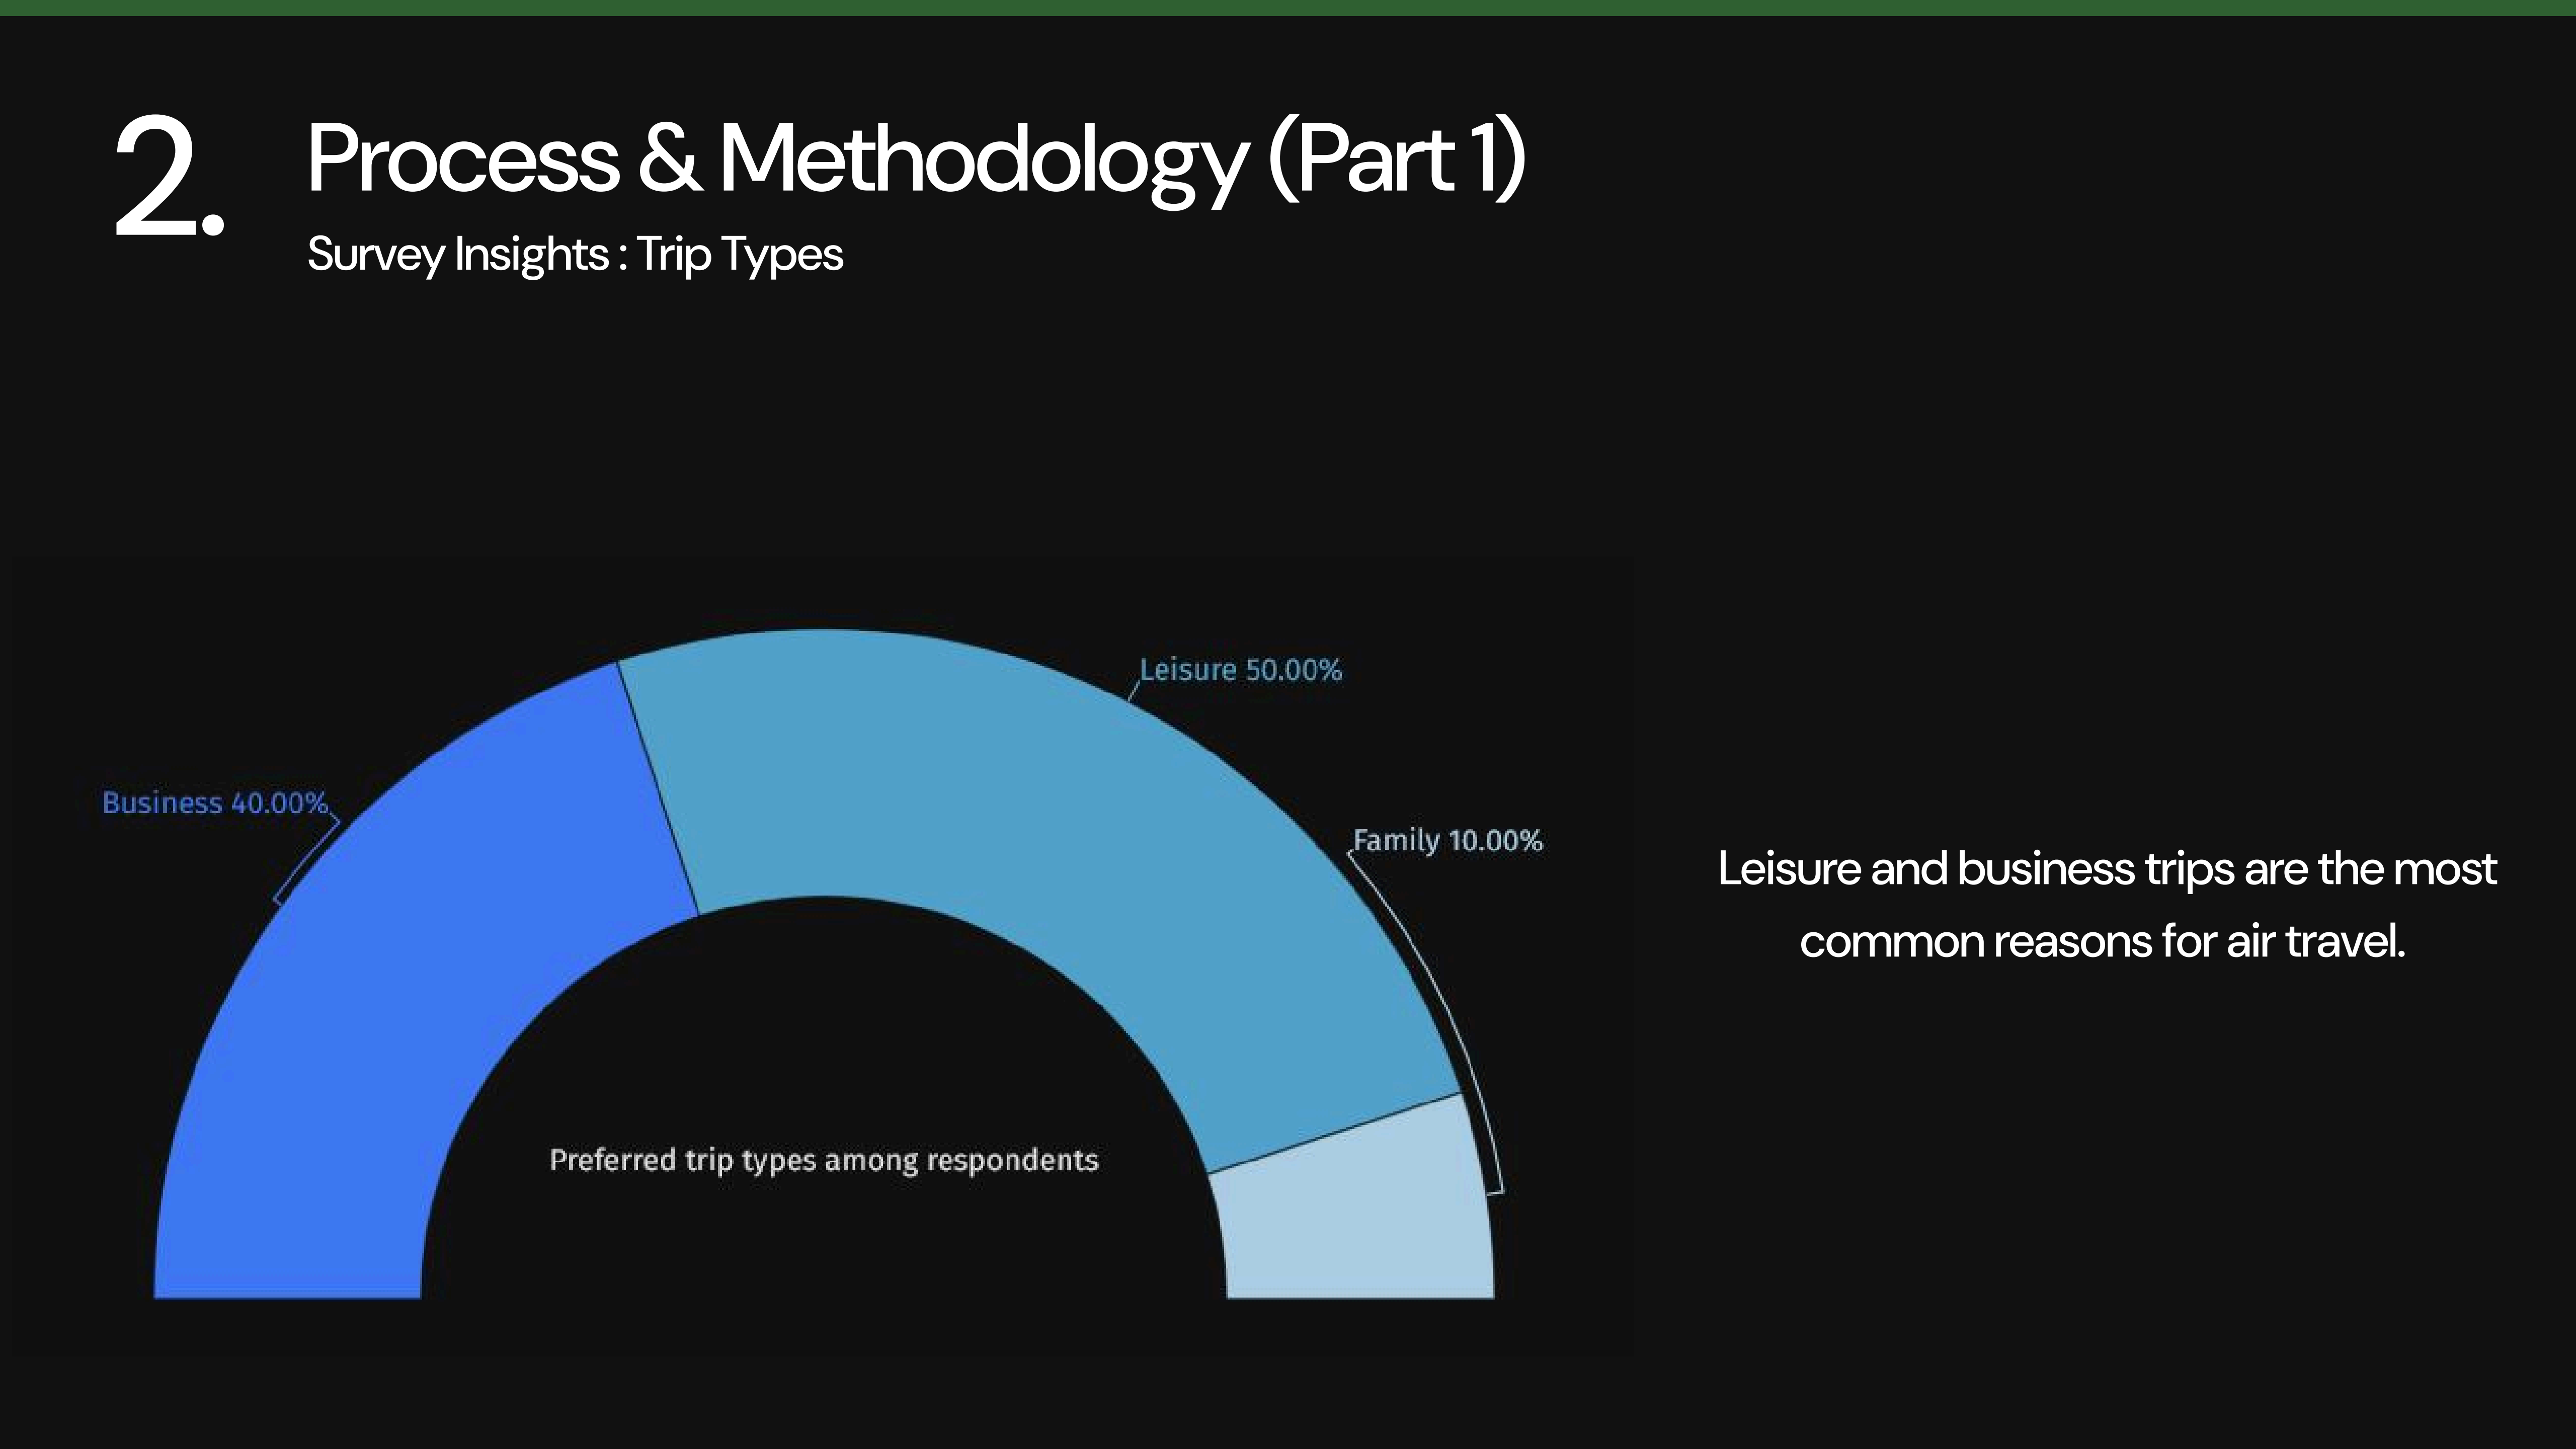 2.
Process & Methodology (Part 1)
Survey Insights : Trip Types
Leisure 50.00%
Business 40.00%
Family 10.00%
Preferred trip types among respondents
Leisure and business trips are the most
common reasons for air travel.